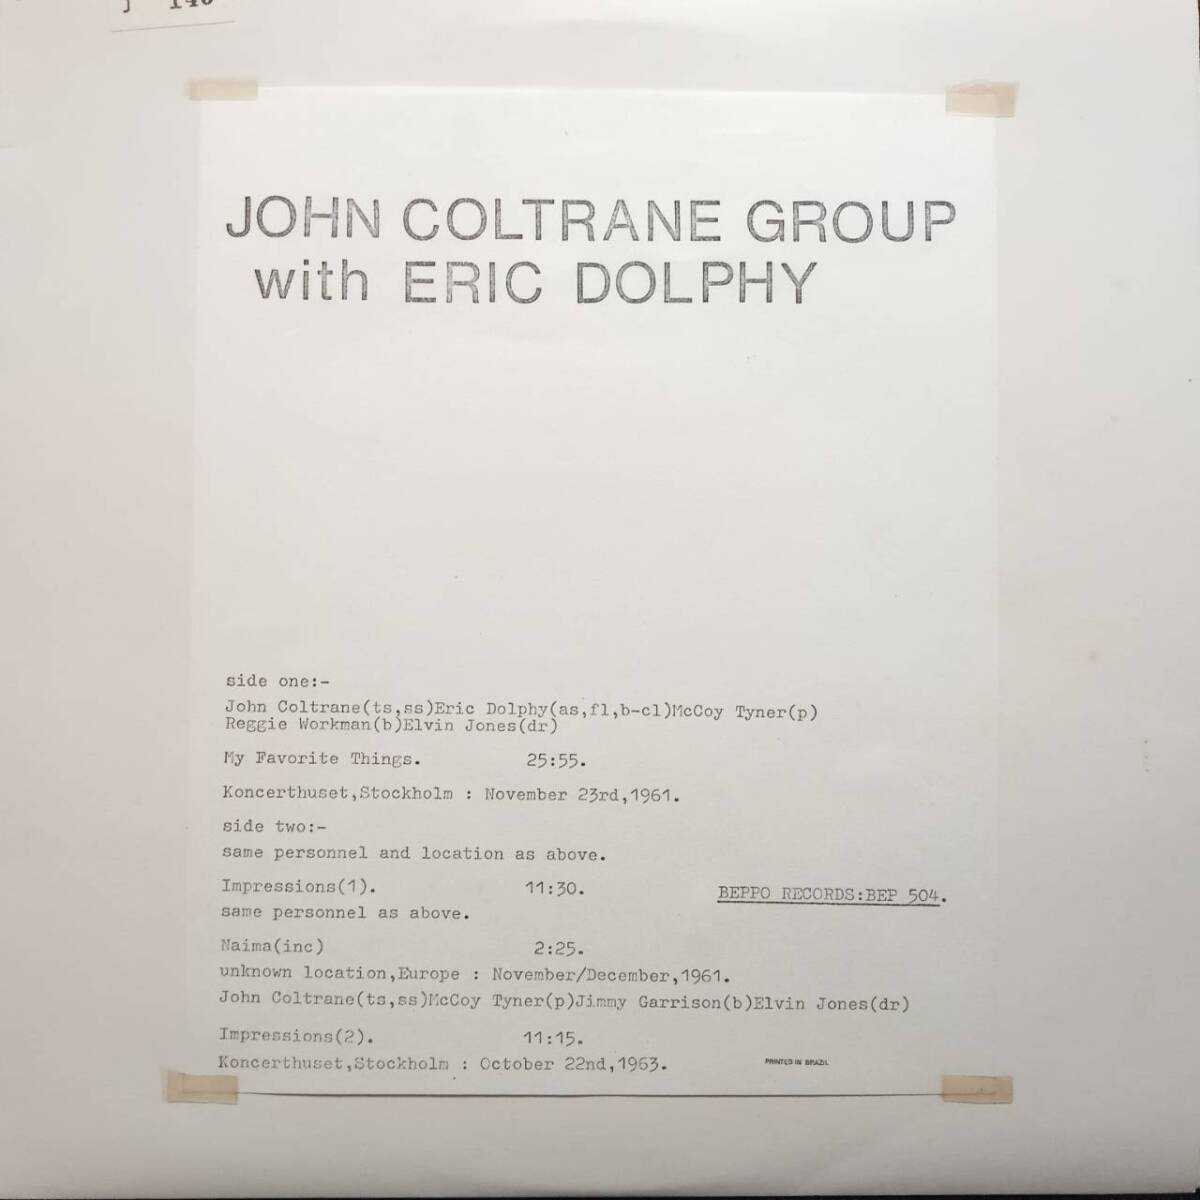 JOHN COLTRANE GROUP
with ERIC DOLPHY
side one:-
John Coltrane(ts,ss)Eric Dolphy(as,fl,b-cl)McCoy Tyner(p)
Reggie Workman(b)Elvin Jones(dr)
My Favorite Things. 25:55.
Koncerthuset,Stockholm : November 23rd,1961.
side two:-
same personnel and location as above.
Impressions(1). 11:30.
BEPPO RECORDS:BEP 504.
same personnel as above.
Naima(inc) 2:25.
unknown location,Europe : November/December,1961.
John Coltrane(ts,ss)McCoy Tyner(p)Jimmy Garrison(b)Elvin Jones(dr)
Impressions(2). 11:15.
Koncerthuset,Stockholm : October 22nd,1963.
PRINTED IN BRAZIL